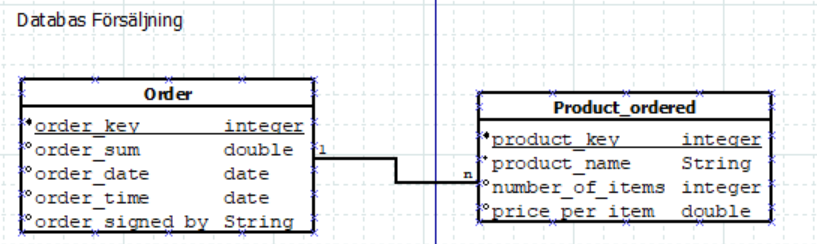 Databas Försäljning
Order
order_key integer
order_sum double
order_date date
order_time date
order_signed_by String
1
n
Product_ordered
product_key integer
product_name String
number_of_items integer
price_per_item double